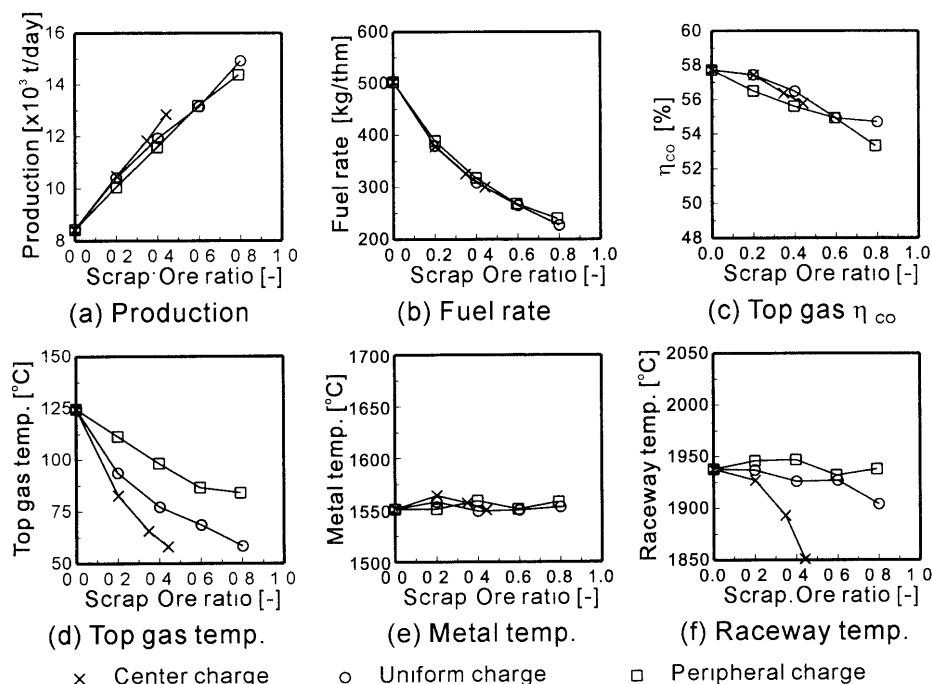 16
14
12
10
8
Production [x10³ t/day]
0 0 2 0 4 0 6 0 8 1 0
Scrap· Ore ratio [-]
(a) Production
600
500
400
300
200
Fuel rate [kg/thm]
0.0 0 2 0 4 0.6 0.8 1.0
Scrap Ore ratio [-]
(b) Fuel rate
60
58
56
54
52
50
48
ηco [%]
0.0 0.2 0.4 0.6 0 8 1.0
Scrap Ore ratio [-]
(c) Top gas η co
150
125
100
75
50
Top gas temp. [°C]
0 0 0 2 0.4 0.6 0.8 1 0
Scrap Ore ratio [-]
(d) Top gas temp.
1700
1650
1600
1550
1500
Metal temp. [°C]
0.0 0 2 0 4 0.6 0.8 1.0
Scrap Ore ratio [-]
(e) Metal temp.
2050
2000
1950
1900
1850
Raceway temp. [°C]
0.0 0 2 0 4 0 6 0.8 1.0
Scrap. Ore ratio [-]
(f) Raceway temp.
× Center charge ○ Uniform charge □ Peripheral charge